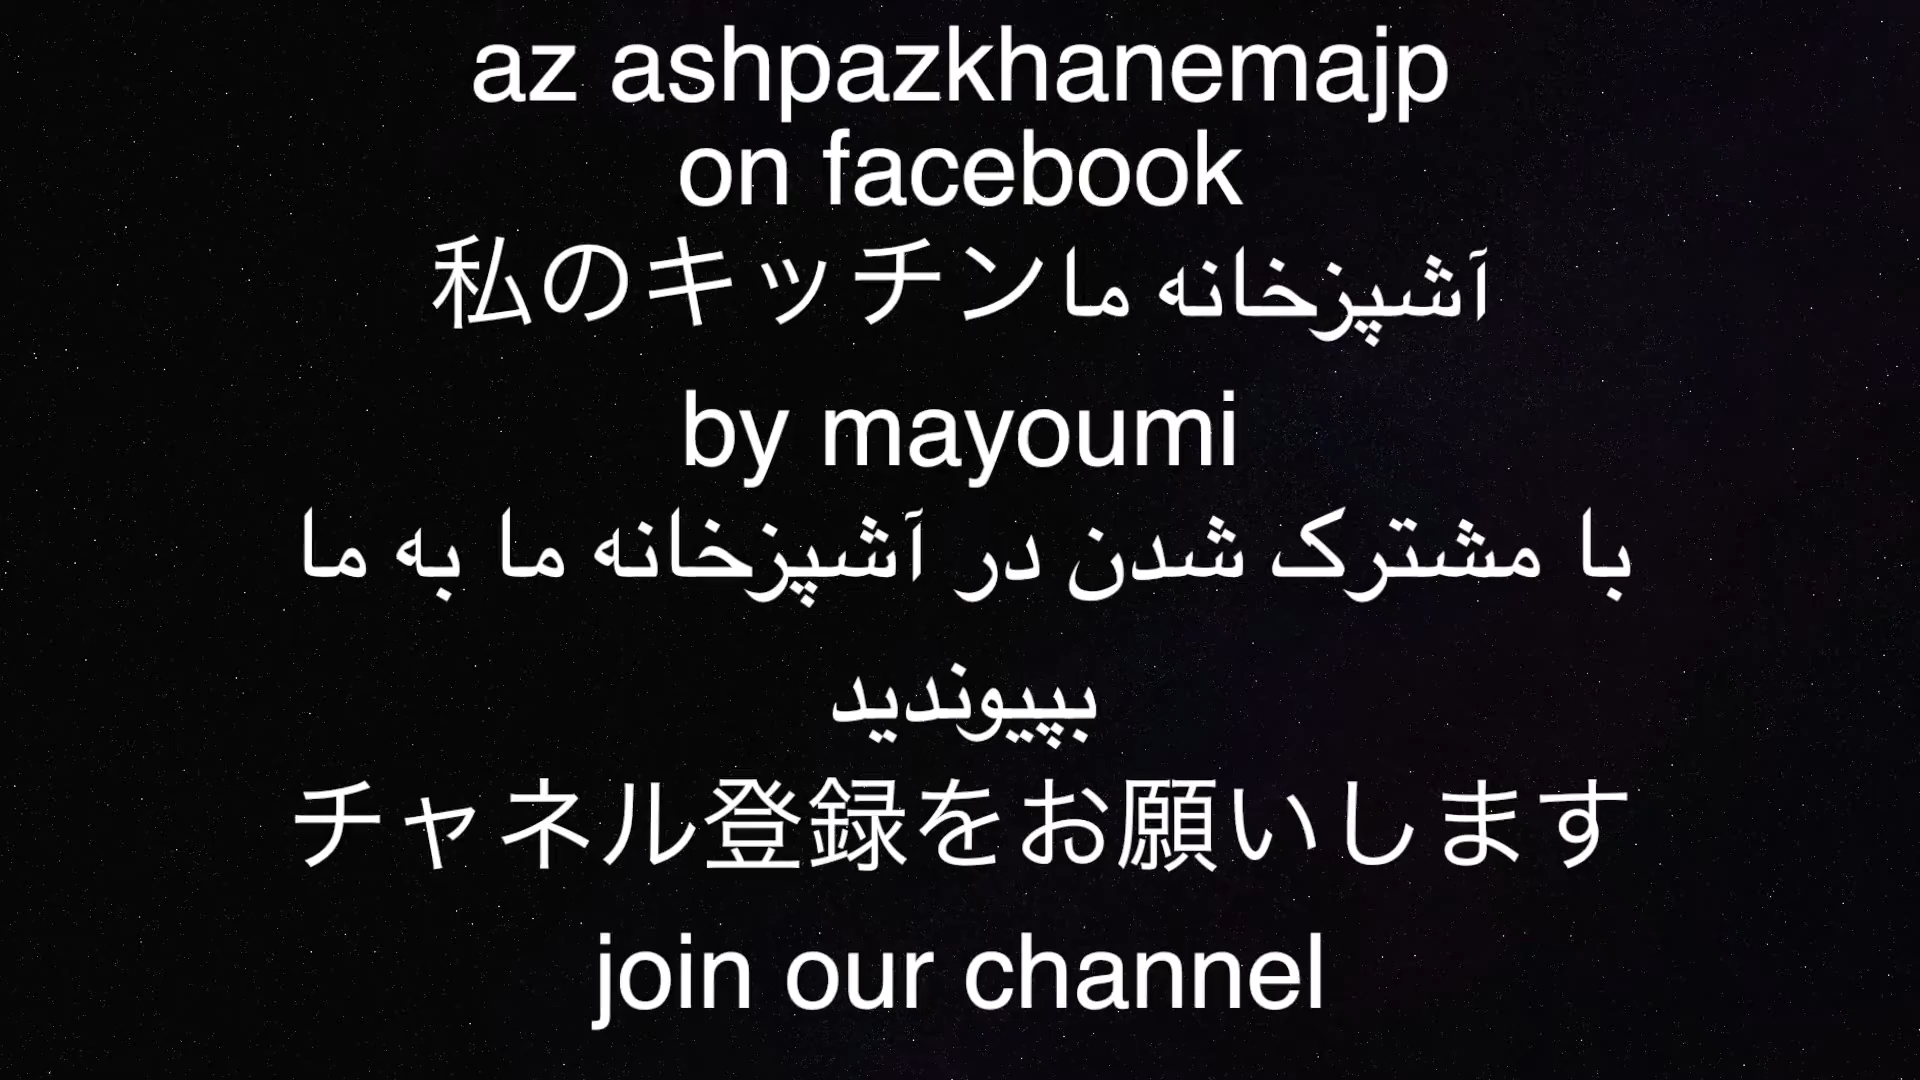 az ashpazkhanemajp
on facebook
私のキッチンآشپزخانه ما
by mayoumi
با مشترک شدن در آشپزخانه ما به ما
بپیوندید
チャネル登録をお願いします
join our channel